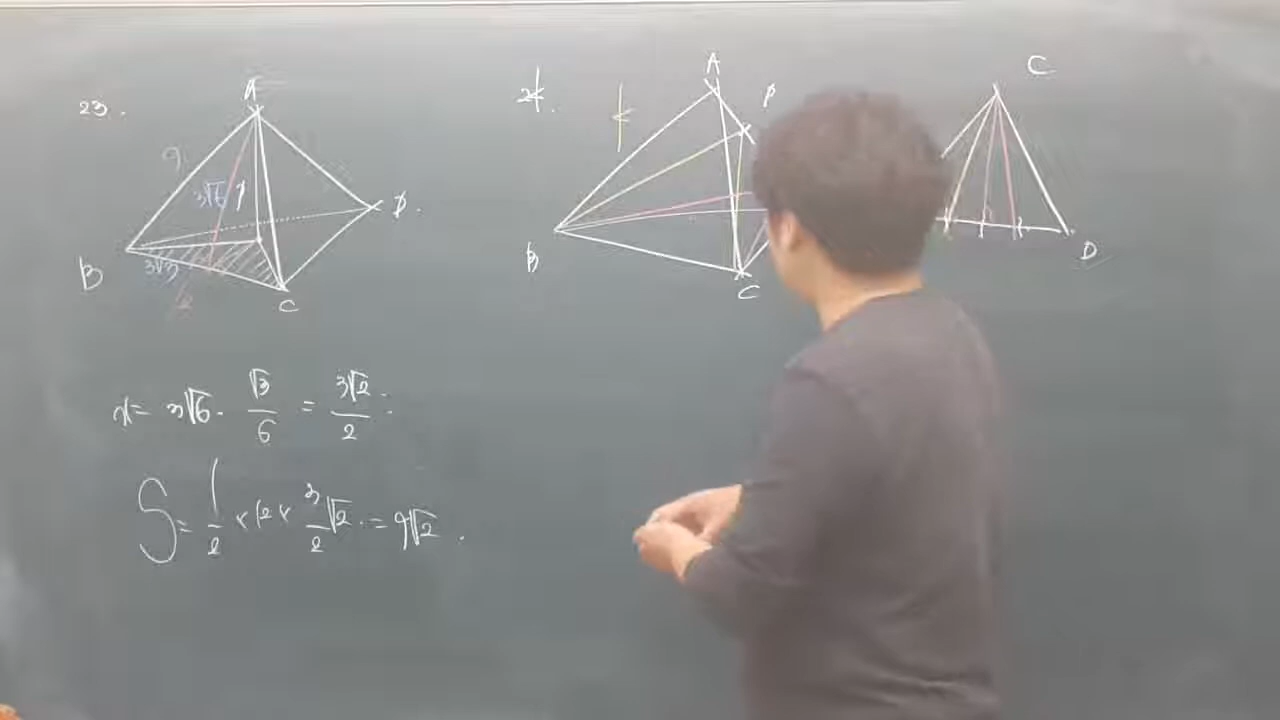 23.
A
9
3√6
B
3√3
C
D.
x = 3√6 · √3/6 = 3√2/2
S = 1/2 × 12 × 3/2 √2 = 9√2.
24.
A
P
B
C
C
D